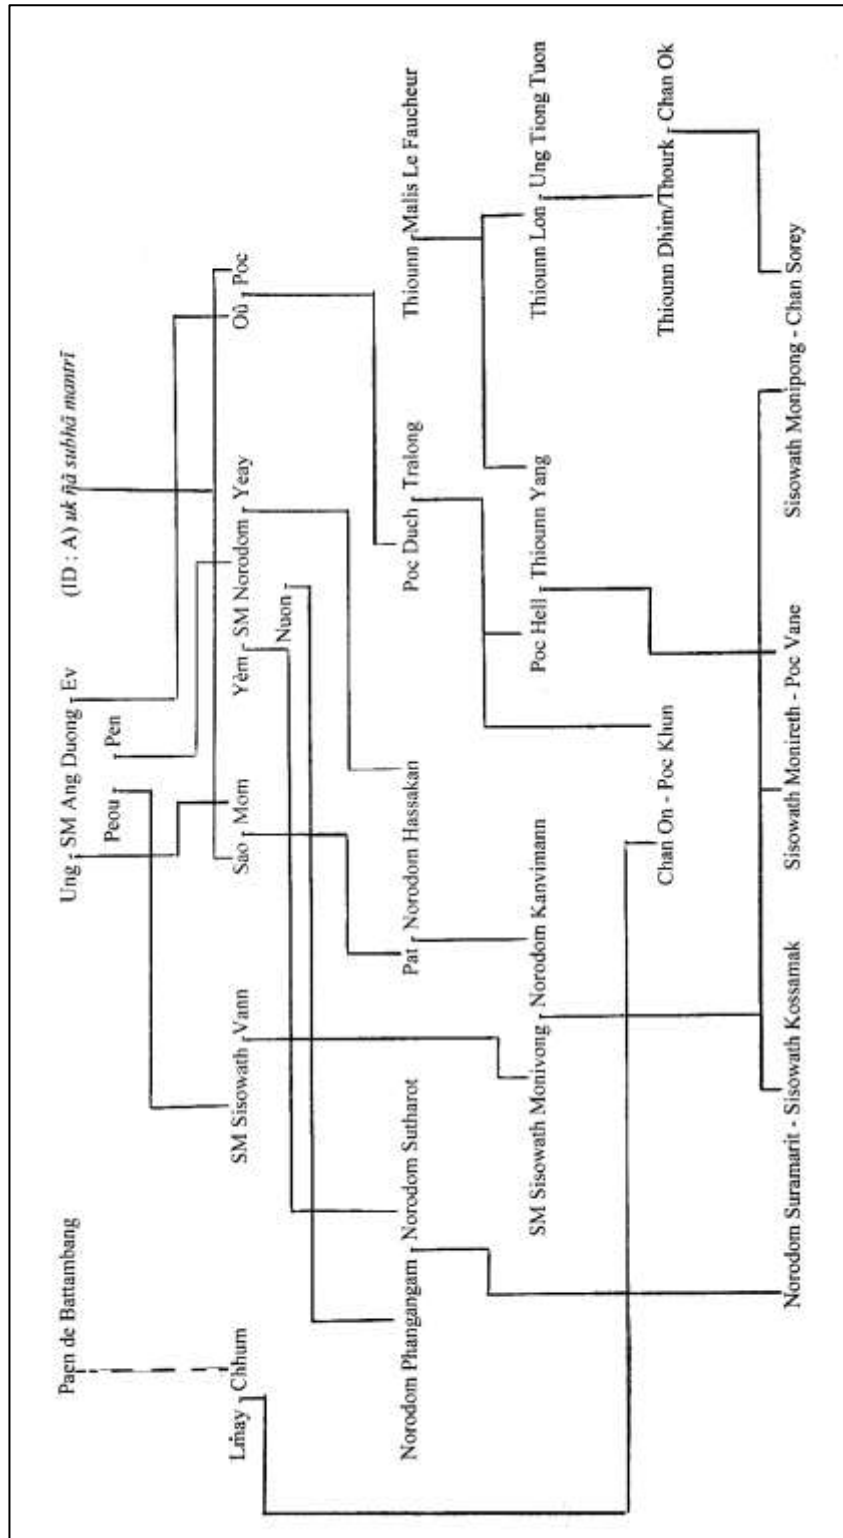 Paen de Battambang
Ung - SM Ang Duong - Ev
(ID : A) uk ñā subhā mantrī
Peou
Pen
Lṁay - Chhum
SM Sisowath - Vann
Sao - Mom
Yèm - SM Norodom - Yeay
Oû - Poc
Nuon
Norodom Phangangam - Norodom Sutharot
Pat - Norodom Hassakan
Poc Duch - Tralong
Thiounn - Malis Le Faucheur
SM Sisowath Monivong - Norodom Kanvimann
Poc Hell - Thiounn Yang
Thiounn Lon - Ung Tiong Tuon
Chan On - Poc Khun
Thiounn Dhim/Thourk - Chan Ok
Norodom Suramarit - Sisowath Kossamak
Sisowath Monireth - Poc Vane
Sisowath Monipong - Chan Sorey